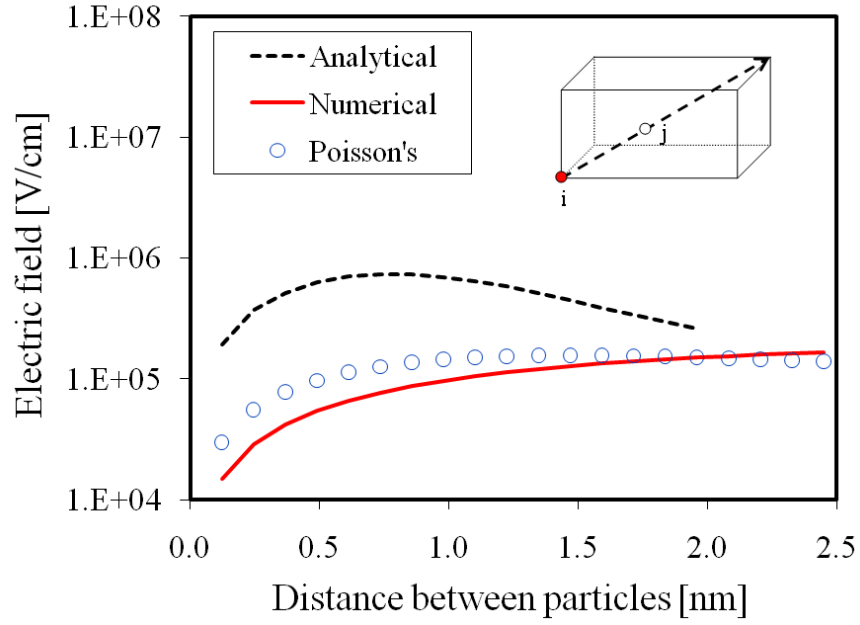 1.E+08
1.E+07
1.E+06
1.E+05
1.E+04
Electric field [V/cm]
Analytical
Numerical
Poisson's
j
i
0.0 0.5 1.0 1.5 2.0 2.5
Distance between particles [nm]